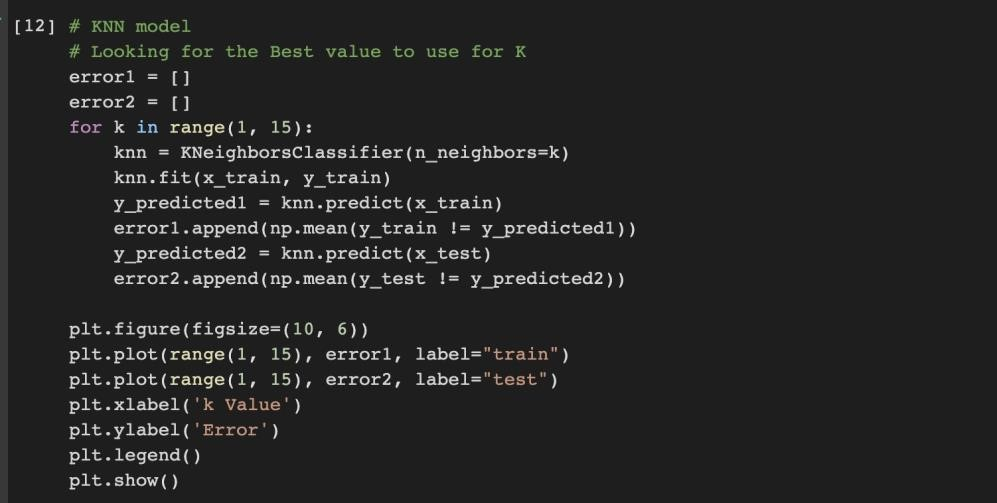 [12] # KNN model
# Looking for the Best value to use for K
error1 = []
error2 = []
for k in range(1, 15):
    knn = KNeighborsClassifier(n_neighbors=k)
    knn.fit(x_train, y_train)
    y_predicted1 = knn.predict(x_train)
    error1.append(np.mean(y_train != y_predicted1))
    y_predicted2 = knn.predict(x_test)
    error2.append(np.mean(y_test != y_predicted2))

plt.figure(figsize=(10, 6))
plt.plot(range(1, 15), error1, label="train")
plt.plot(range(1, 15), error2, label="test")
plt.xlabel('k Value')
plt.ylabel('Error')
plt.legend()
plt.show()